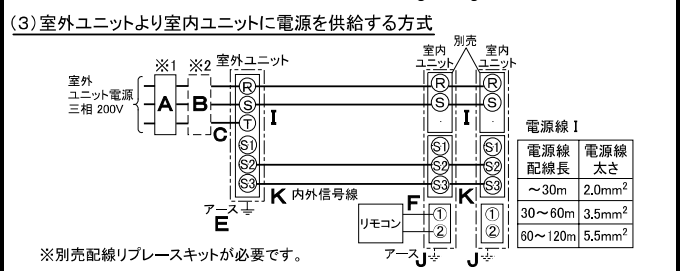 (3)室外ユニットより室内ユニットに電源を供給する方式
※1 ※2 室外ユニット
別売
室内ユニット 室内ユニット
室外
ユニット電源
三相 200V
A B C
R S T S1 S2 S3
I I
R S S1 S2 S3 ① ②
R S S1 S2 S3 ① ②
K 内外信号線 K
F
リモコン
アース
E
アース J J
※別売配線リプレースキットが必要です。
電源線 I
電源線配線長 電源線太さ
～30m 2.0mm²
30～60m 3.5mm²
60～120m 5.5mm²